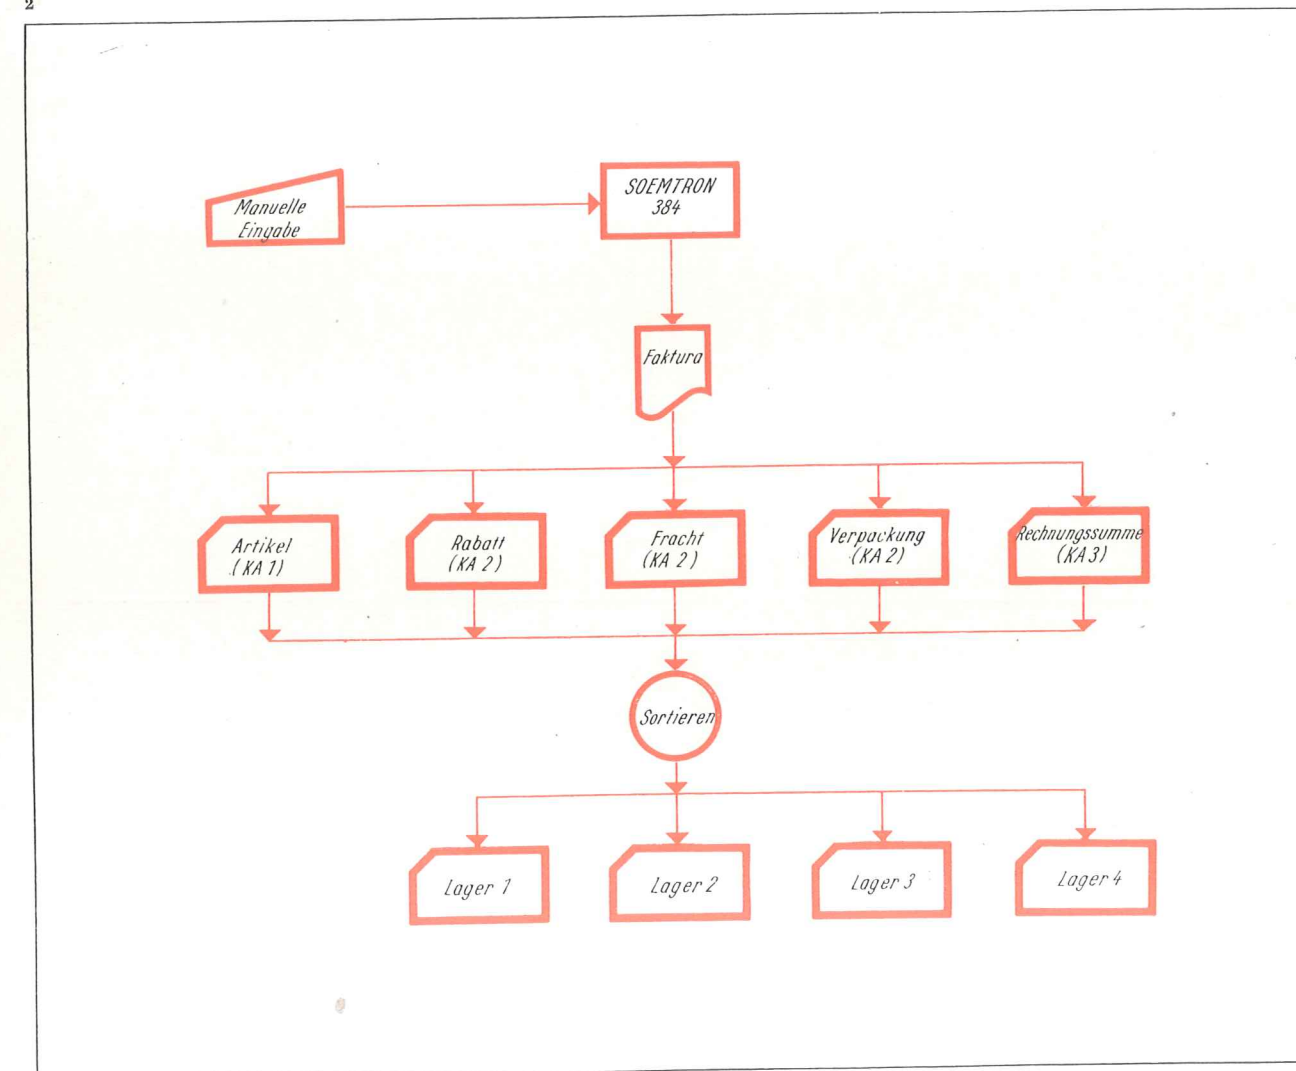 2
Manuelle
Eingabe
SOEMTRON
384
Faktura
Artikel
(KA 1)
Rabatt
(KA 2)
Fracht
(KA 2)
Verpackung
(KA 2)
Rechnungssumme
(KA 3)
Sortieren
Lager 1
Lager 2
Lager 3
Lager 4